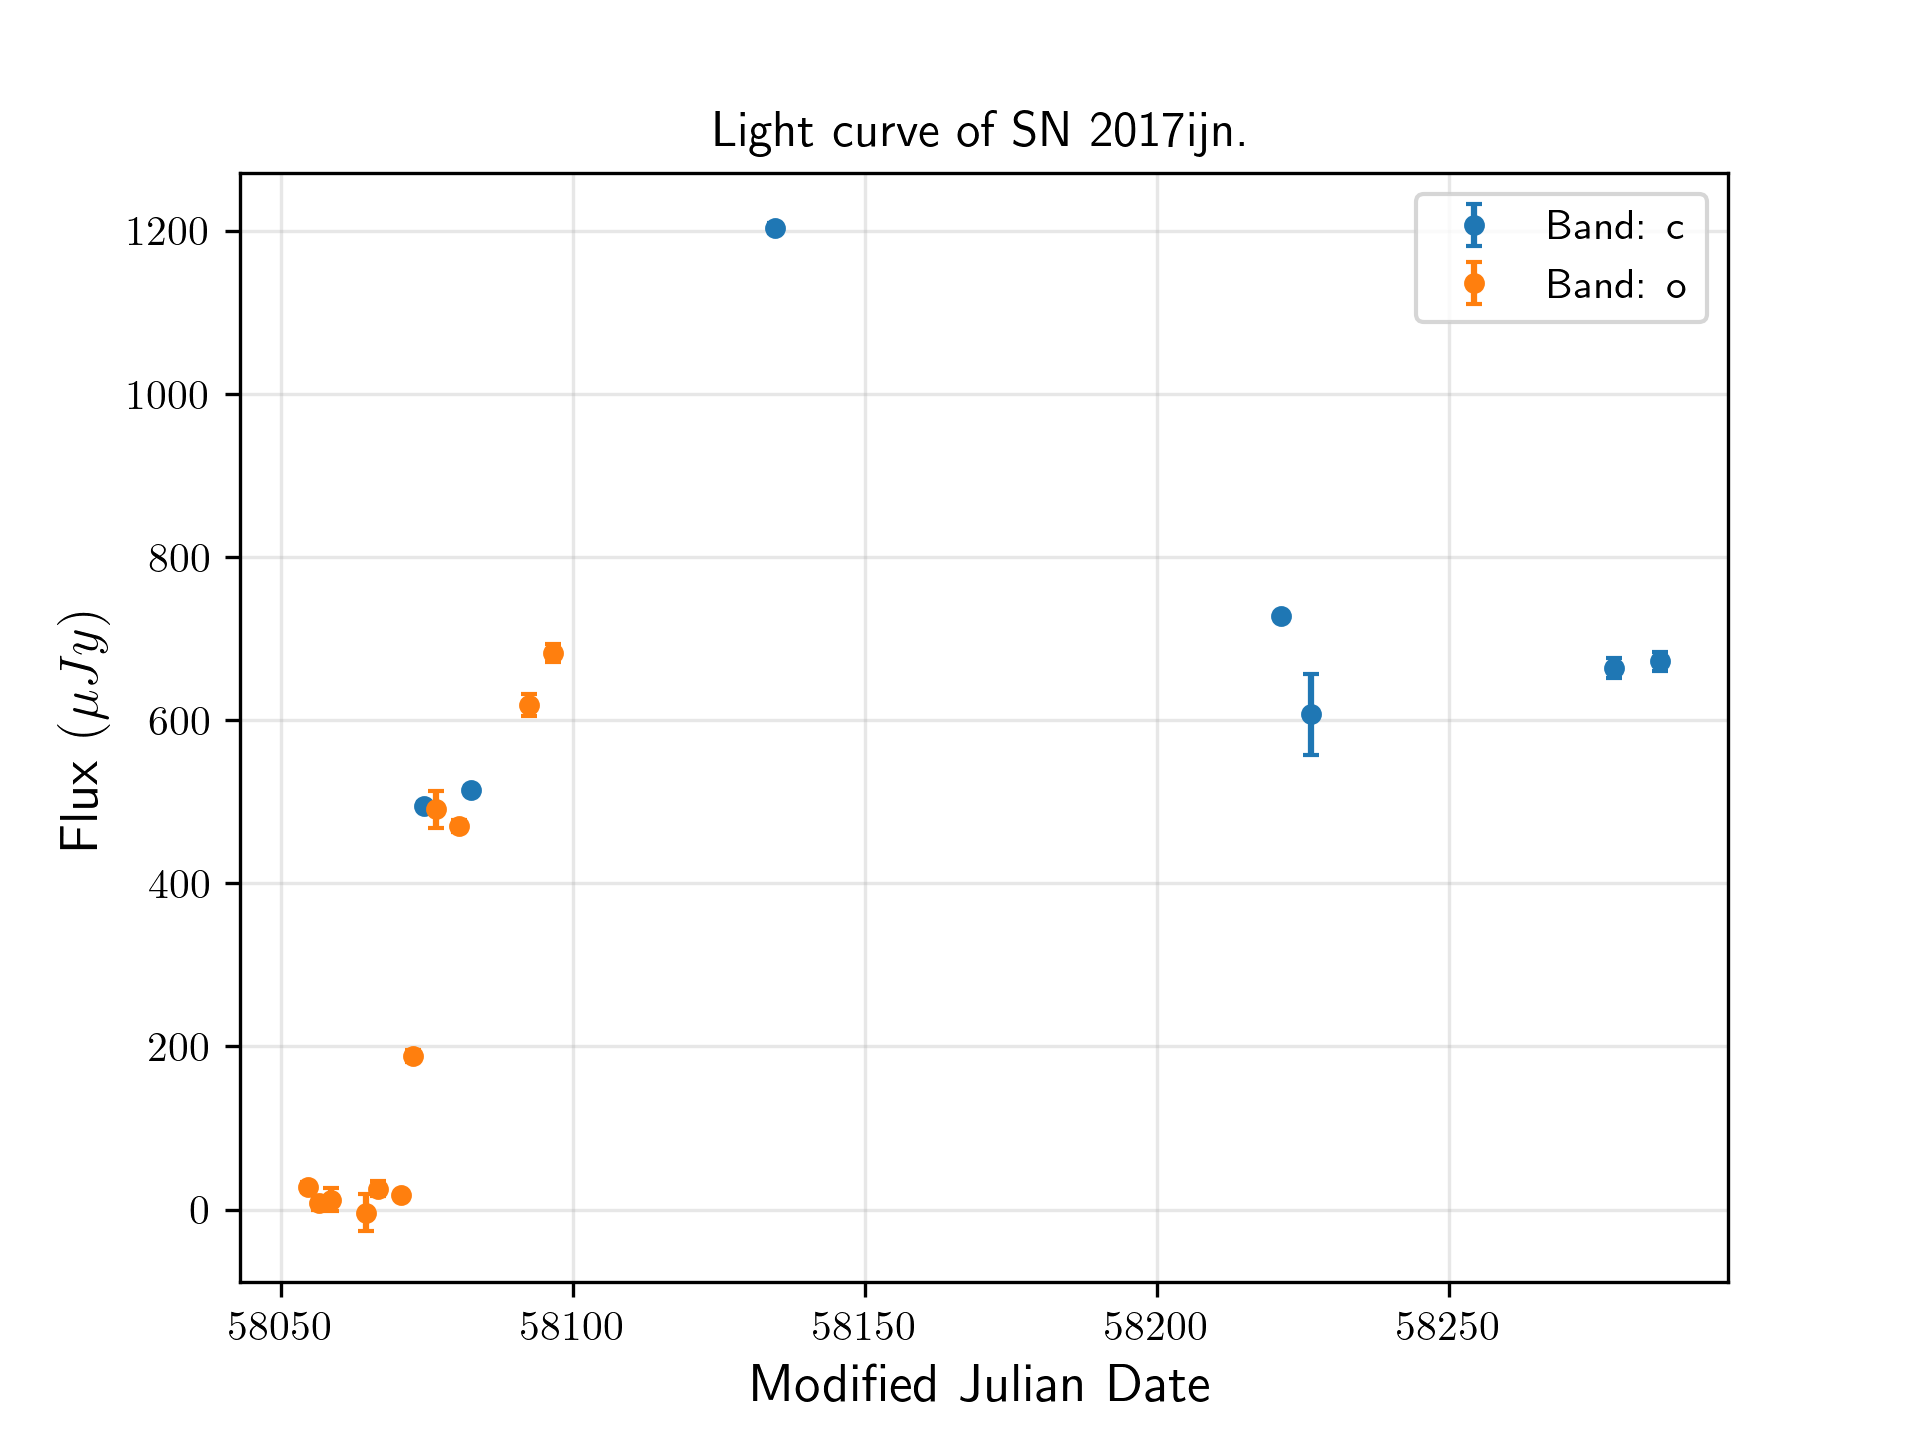 Light curve of SN 2017ijn.
Band: c
Band: o
1200
1000
800
600
400
200
0
Flux (μJy)
58050 58100 58150 58200 58250
Modified Julian Date